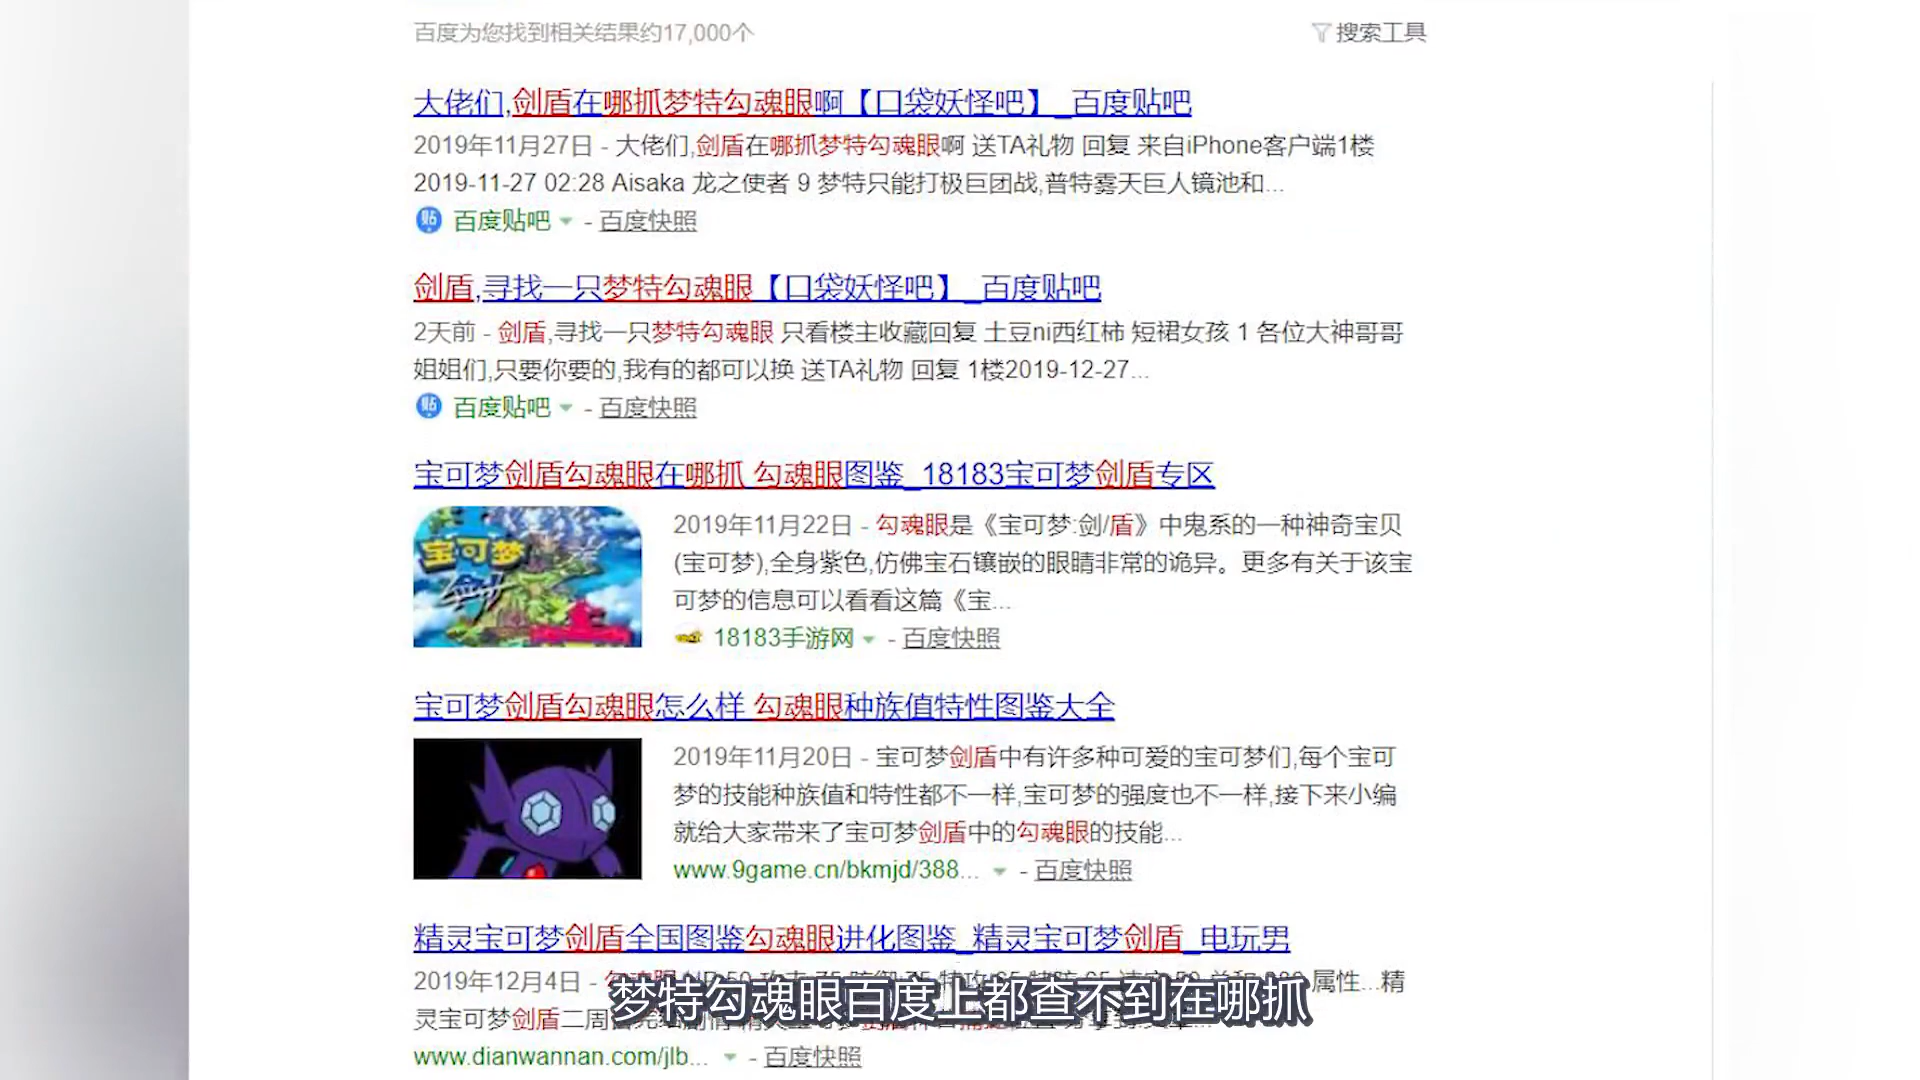 百度为您找到相关结果约17,000个
搜索工具
大佬们,剑盾在哪抓梦特勾魂眼啊【口袋妖怪吧】_百度贴吧
2019年11月27日 - 大佬们,剑盾在哪抓梦特勾魂眼啊 送TA礼物 回复 来自iPhone客户端1楼
2019-11-27 02:28 Aisaka 龙之使者 9 梦特只能打极巨团战,普特雾天巨人镜池和...
贴 百度贴吧 - 百度快照
剑盾,寻找一只梦特勾魂眼【口袋妖怪吧】_百度贴吧
2天前 - 剑盾,寻找一只梦特勾魂眼 只看楼主收藏回复 土豆ni西红柿 短裙女孩 1 各位大神哥哥
姐姐们,只要你要的,我有的都可以换 送TA礼物 回复 1楼2019-12-27...
贴 百度贴吧 - 百度快照
宝可梦剑盾勾魂眼在哪抓 勾魂眼图鉴_18183宝可梦剑盾专区
宝可梦
2019年11月22日 - 勾魂眼是《宝可梦:剑/盾》中鬼系的一种神奇宝贝
(宝可梦),全身紫色,仿佛宝石镶嵌的眼睛非常的诡异。更多有关于该宝
可梦的信息可以看看这篇《宝...
18183手游网 - 百度快照
宝可梦剑盾勾魂眼怎么样 勾魂眼种族值特性图鉴大全
2019年11月20日 - 宝可梦剑盾中有许多种可爱的宝可梦们,每个宝可
梦的技能种族值和特性都不一样,宝可梦的强度也不一样,接下来小编
就给大家带来了宝可梦剑盾中的勾魂眼的技能...
www.9game.cn/bkmjd/388... - 百度快照
精灵宝可梦剑盾全国图鉴勾魂眼进化图鉴_精灵宝可梦剑盾_电玩男
2019年12月4日 - 属性...精
灵宝可梦剑盾二周目
梦特勾魂眼百度上都查不到在哪抓
www.dianwannan.com/jlb... - 百度快照